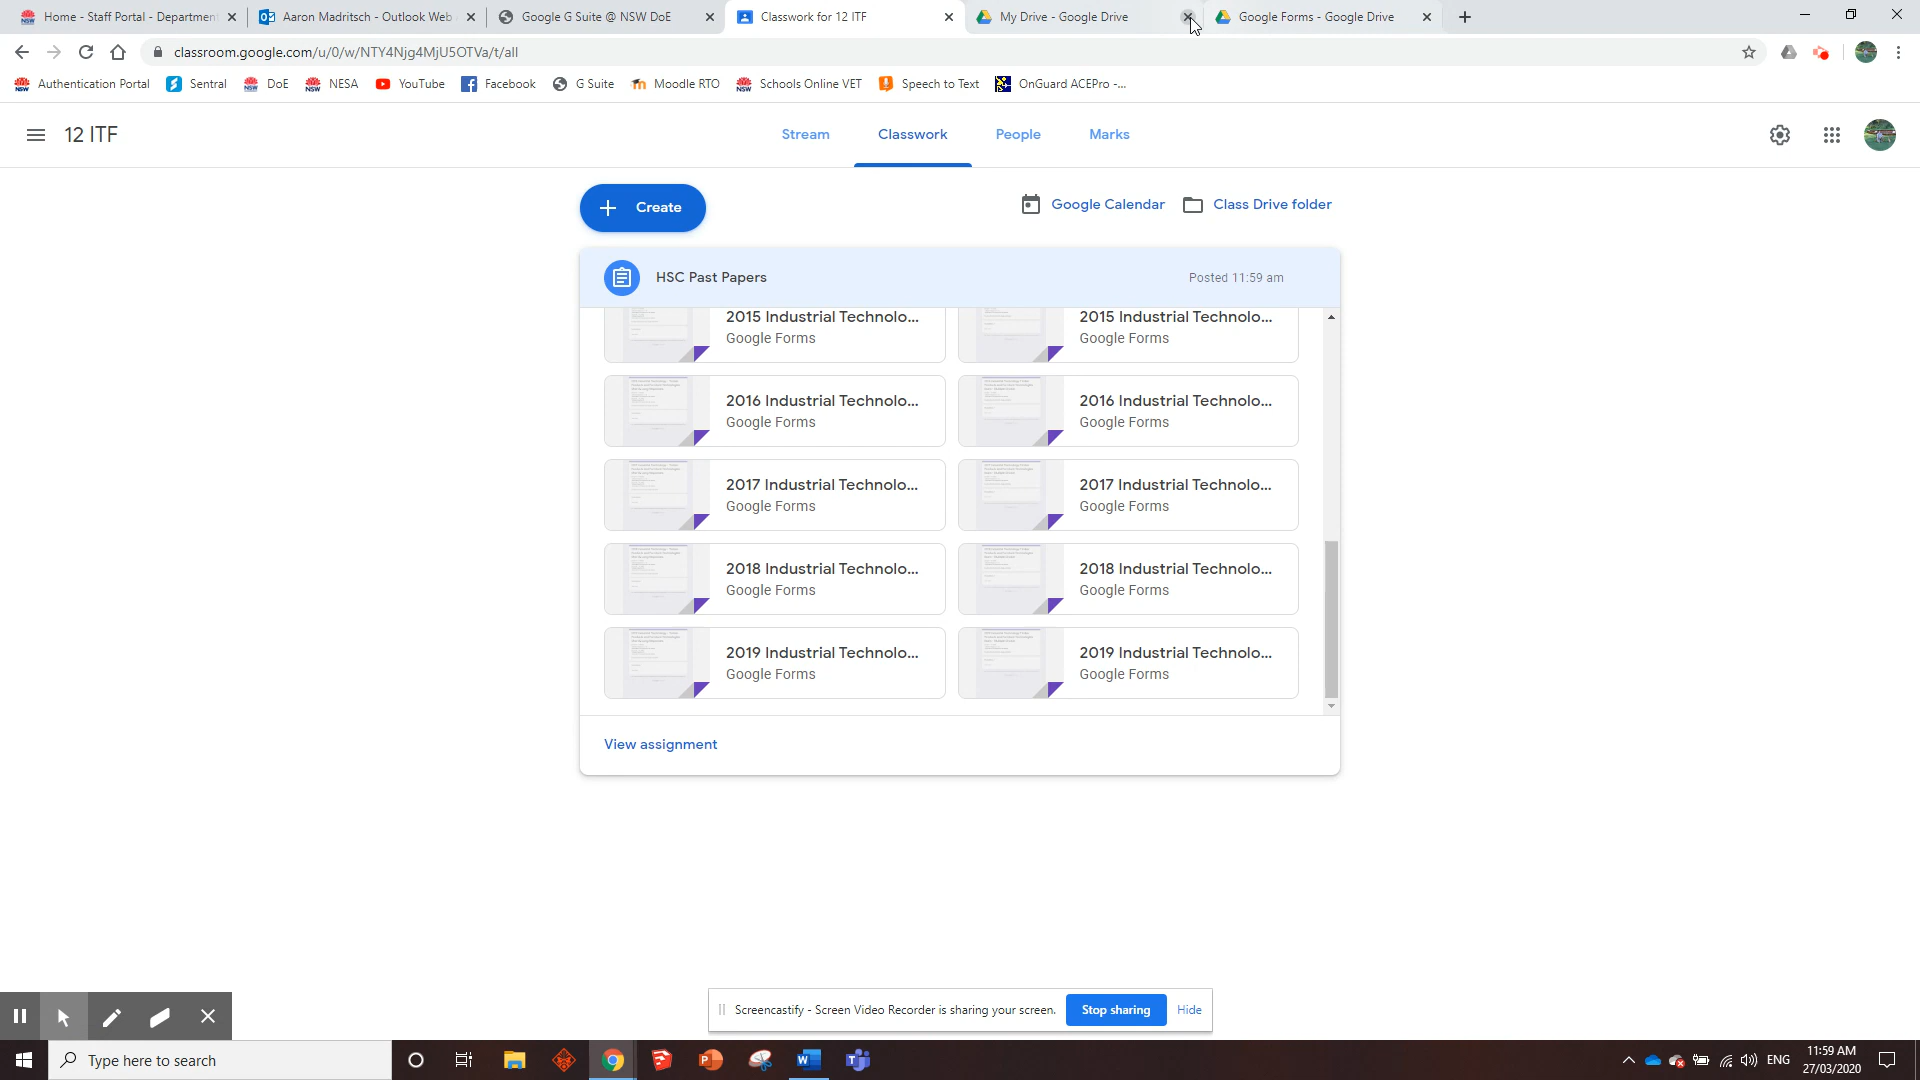 Home - Staff Portal - Department
Aaron Madritsch - Outlook Web
Google G Suite @ NSW DoE
Classwork for 12 ITF
My Drive - Google Drive
Google Forms - Google Drive
classroom.google.com/u/0/w/NTY4Njg4MjU5OTVa/t/all
Authentication Portal
Sentral
DoE
NESA
YouTube
Facebook
G Suite
Moodle RTO
Schools Online VET
Speech to Text
OnGuard ACEPro -...
12 ITF
Stream
Classwork
People
Marks
Create
Google Calendar
Class Drive folder
HSC Past Papers
Posted 11:59 am
2015 Industrial Technolo...
Google Forms
2015 Industrial Technolo...
Google Forms
2016 Industrial Technolo...
Google Forms
2016 Industrial Technolo...
Google Forms
2017 Industrial Technolo...
Google Forms
2017 Industrial Technolo...
Google Forms
2018 Industrial Technolo...
Google Forms
2018 Industrial Technolo...
Google Forms
2019 Industrial Technolo...
Google Forms
2019 Industrial Technolo...
Google Forms
View assignment
Screencastify - Screen Video Recorder is sharing your screen.
Stop sharing
Hide
Type here to search
ENG
11:59 AM
27/03/2020